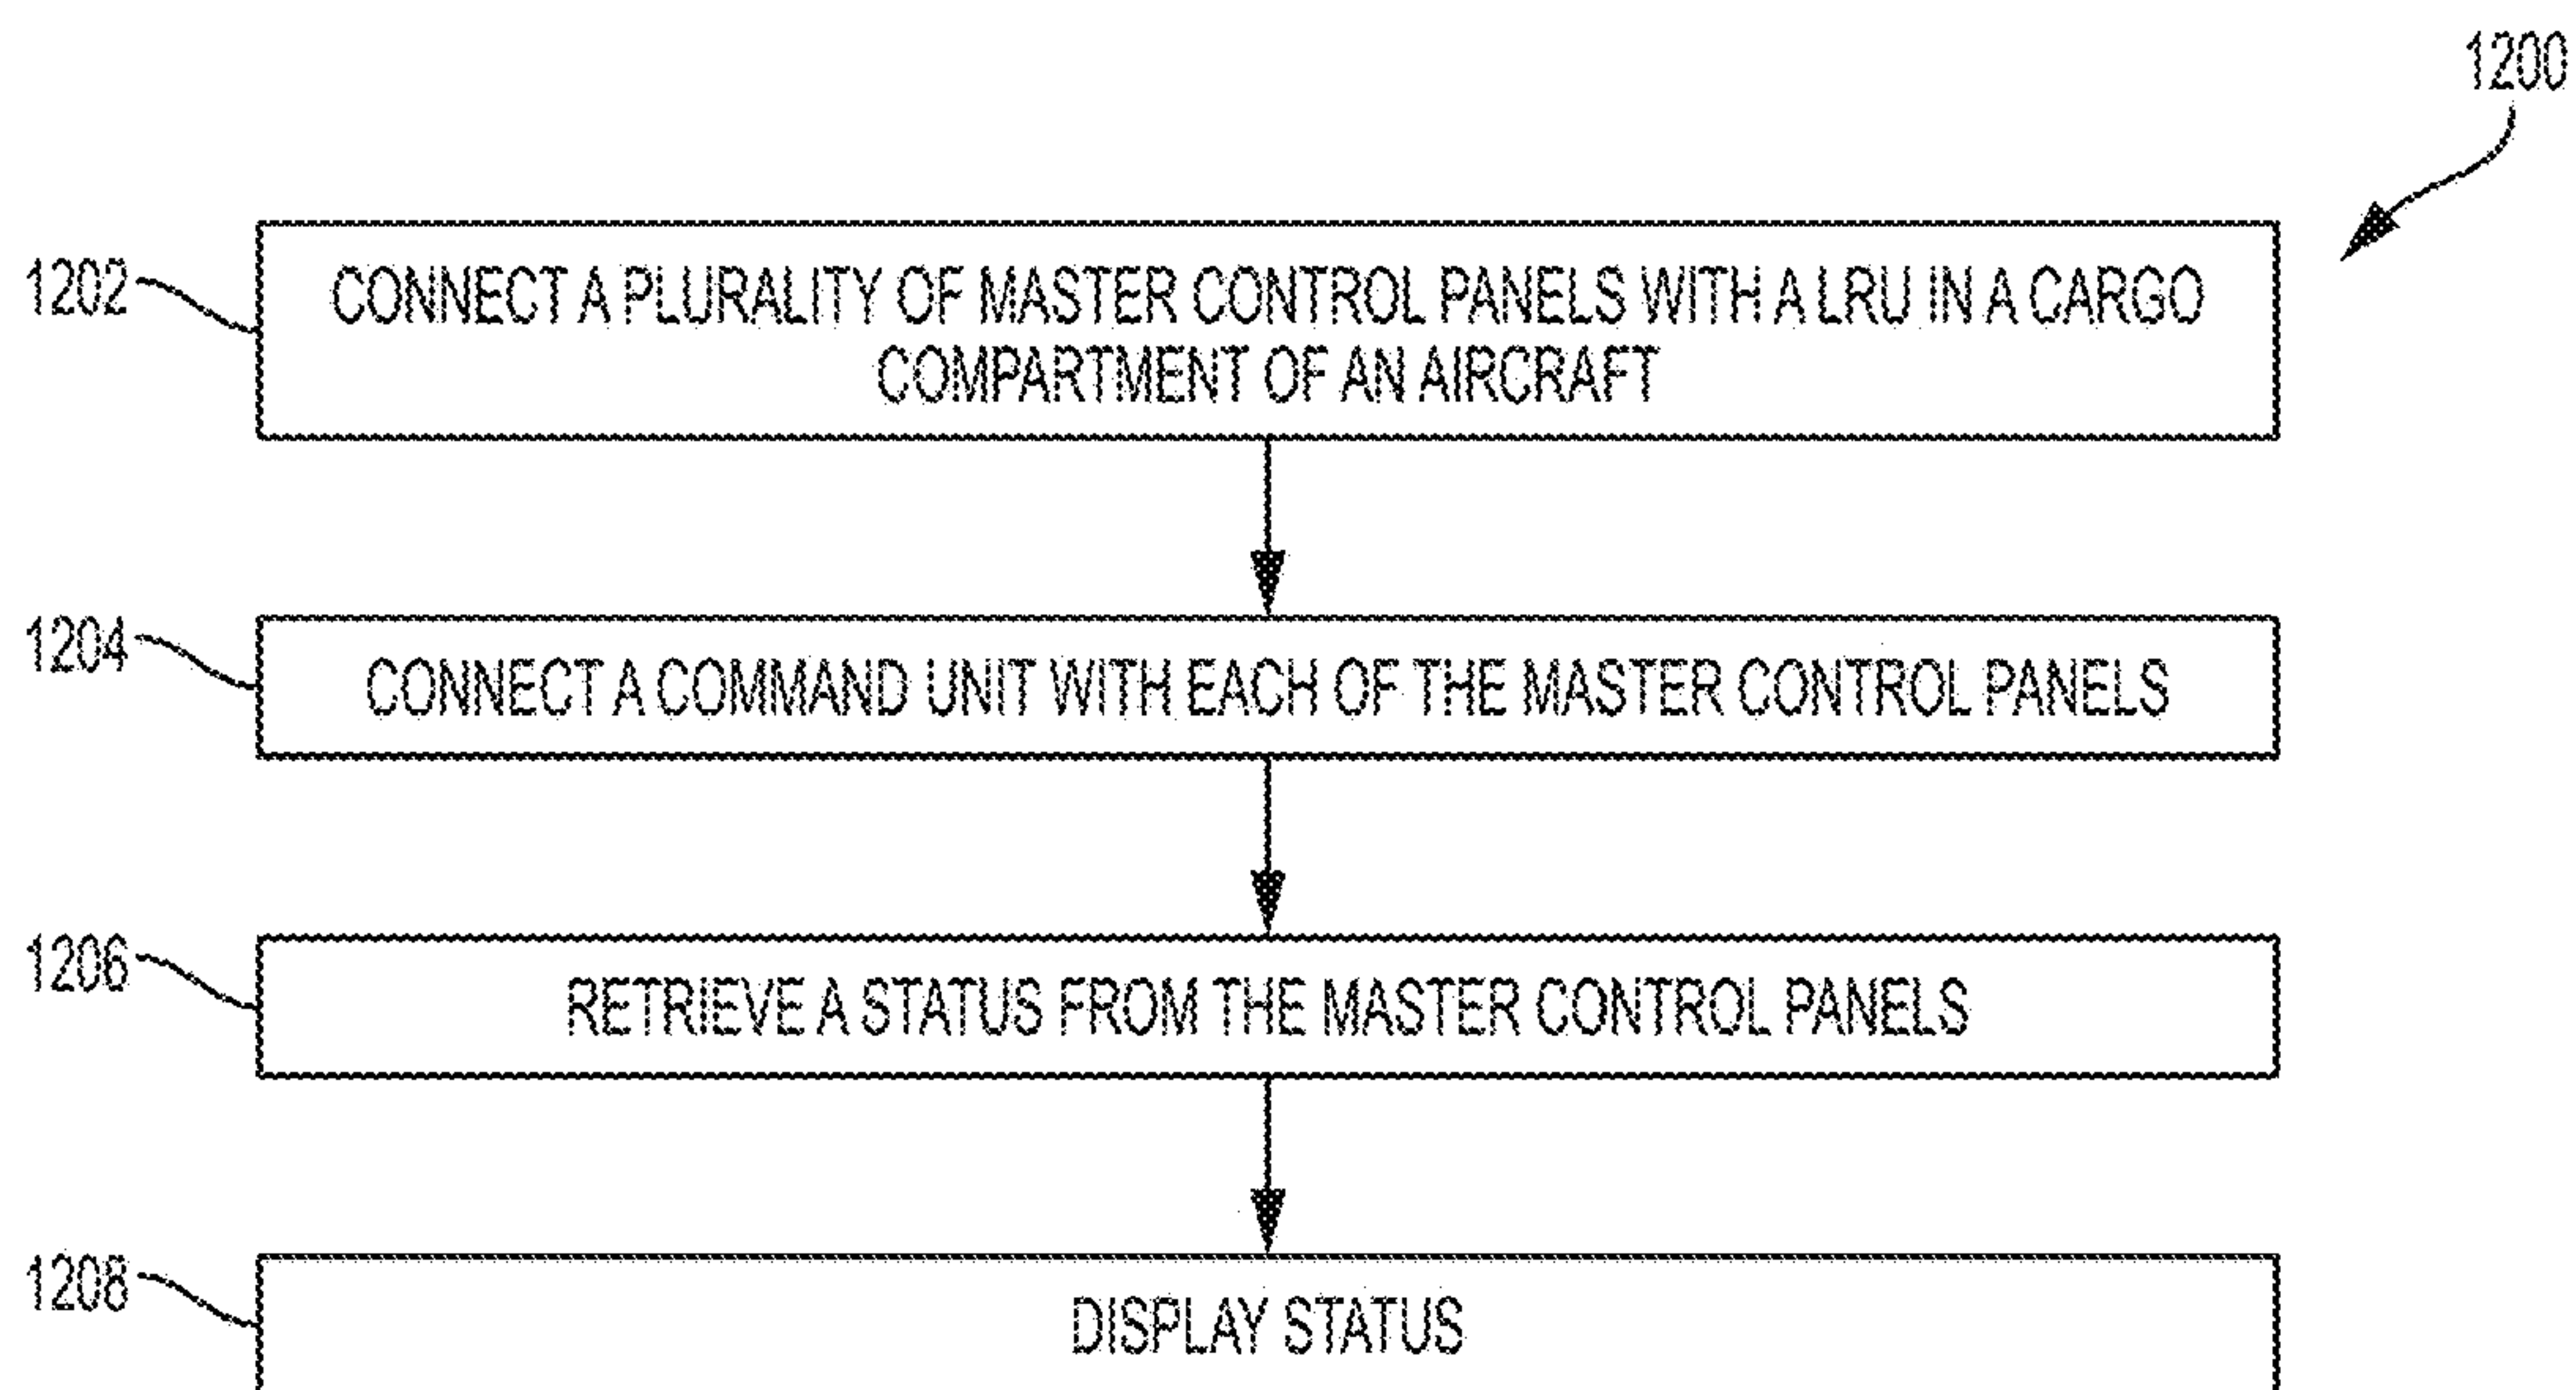 1200
1202
CONNECT A PLURALITY OF MASTER CONTROL PANELS WITH A LRU IN A CARGO
COMPARTMENT OF AN AIRCRAFT
1204
CONNECT A COMMAND UNIT WITH EACH OF THE MASTER CONTROL PANELS
1206
RETRIEVE A STATUS FROM THE MASTER CONTROL PANELS
1208
DISPLAY STATUS